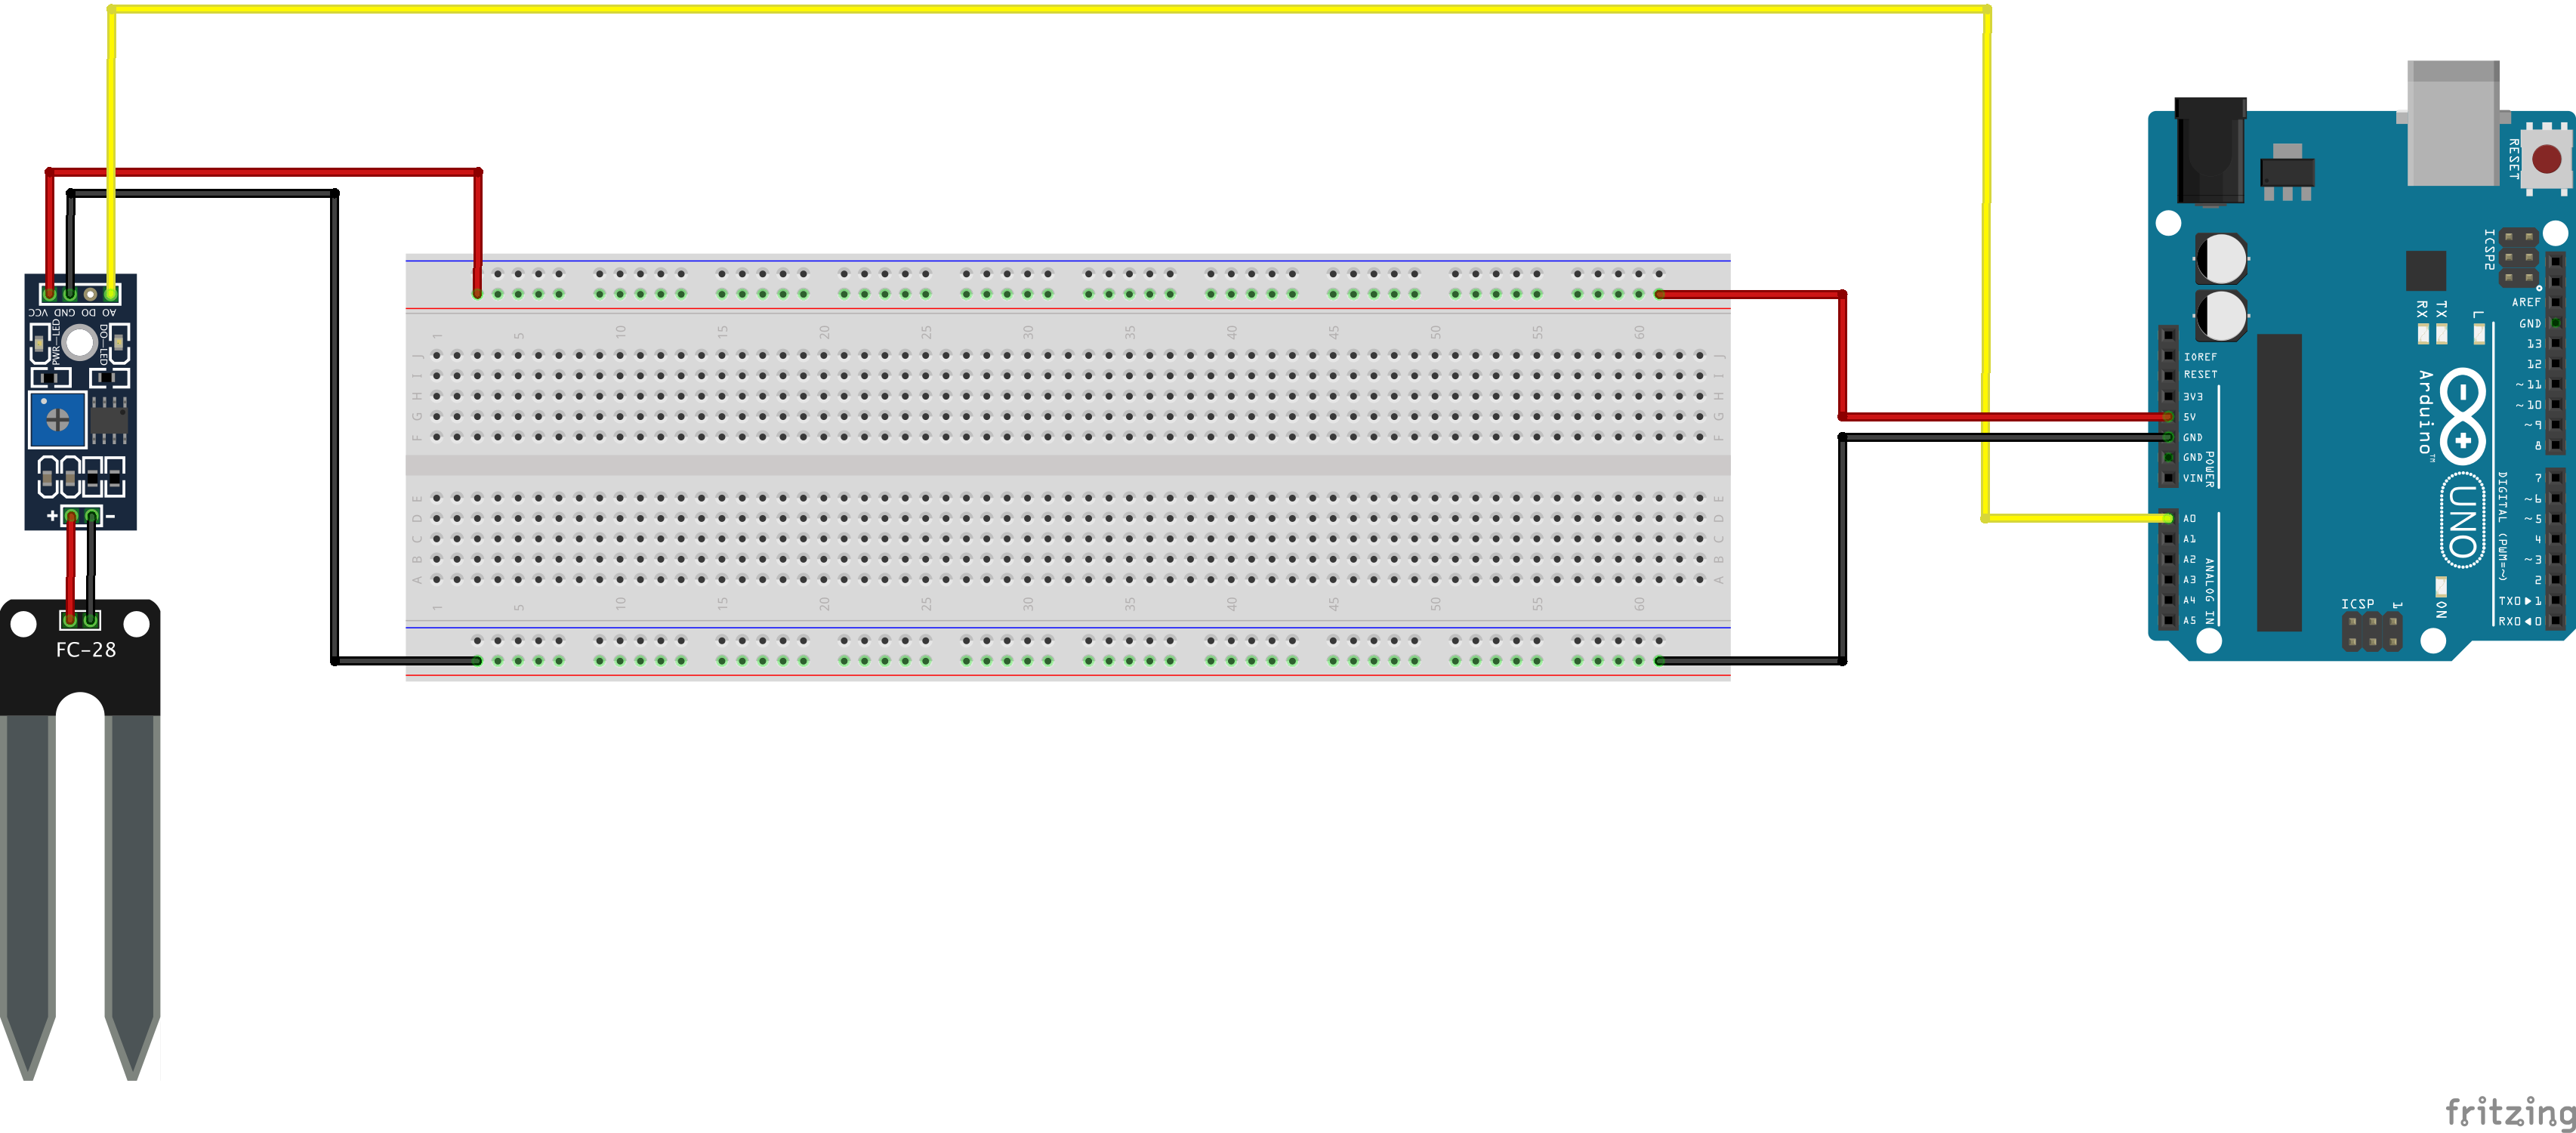 VCC GND DO AO
PWR-LED
DO-LED
+ -
FC-28
1 5 10 15 20 25 30 35 40 45 50 55 60
J J
I I
H H
G G
F F
E E
D D
C C
B B
A A
1 5 10 15 20 25 30 35 40 45 50 55 60
RESET
ICSP2
AREF
GND
13
12
~11
~10
~9
8
7
~6
~5
4
~3
2
TX0▶1
RX0◀0
DIGITAL (PWM=~)
RX
TX
L
IOREF
RESET
3V3
5V
GND
GND
VIN
POWER
A0
A1
A2
A3
A4
A5
ANALOG IN
Arduino™
UNO
ON
ICSP
1
fritzing